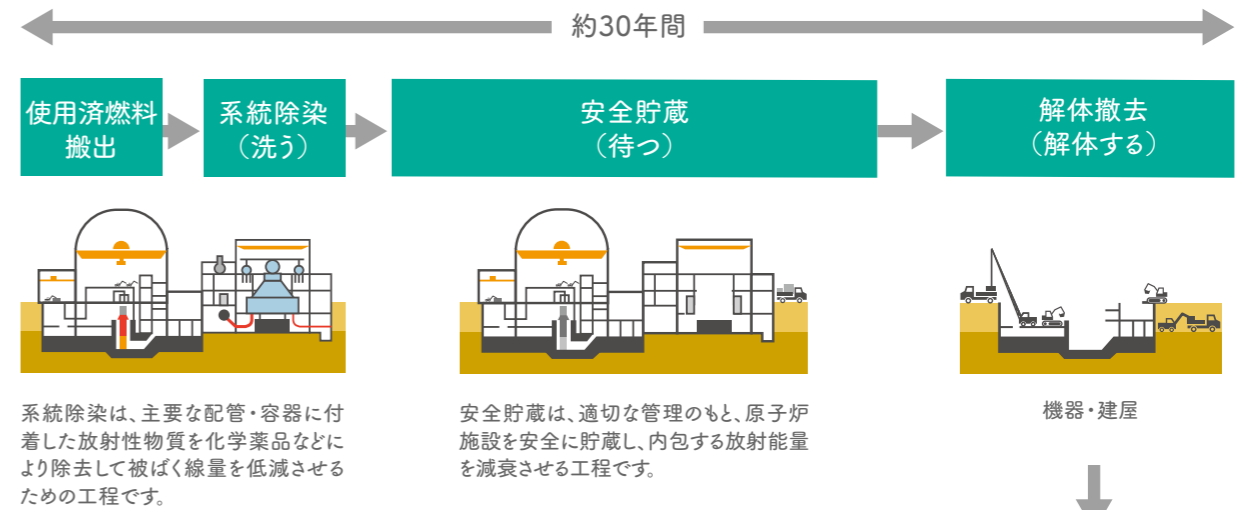 約30年間
使用済燃料
搬出
系統除染
（洗う）
安全貯蔵
（待つ）
解体撤去
（解体する）
系統除染は、主要な配管・容器に付
着した放射性物質を化学薬品などに
より除去して被ばく線量を低減させる
ための工程です。
安全貯蔵は、適切な管理のもと、原子炉
施設を安全に貯蔵し、内包する放射能量
を減衰させる工程です。
機器・建屋